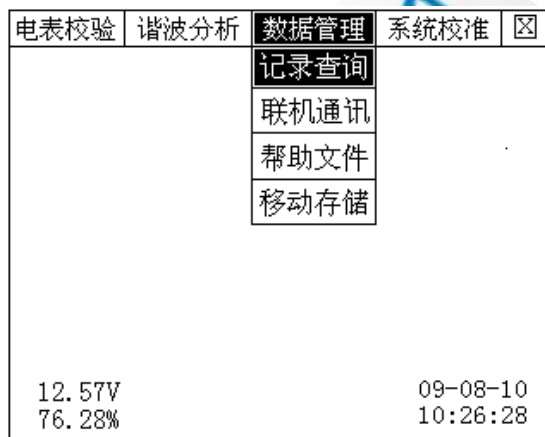 电表校验 谐波分析 数据管理 系统校准
记录查询
联机通讯
帮助文件
移动存储
12.57V 09-08-10
76.28% 10:26:28